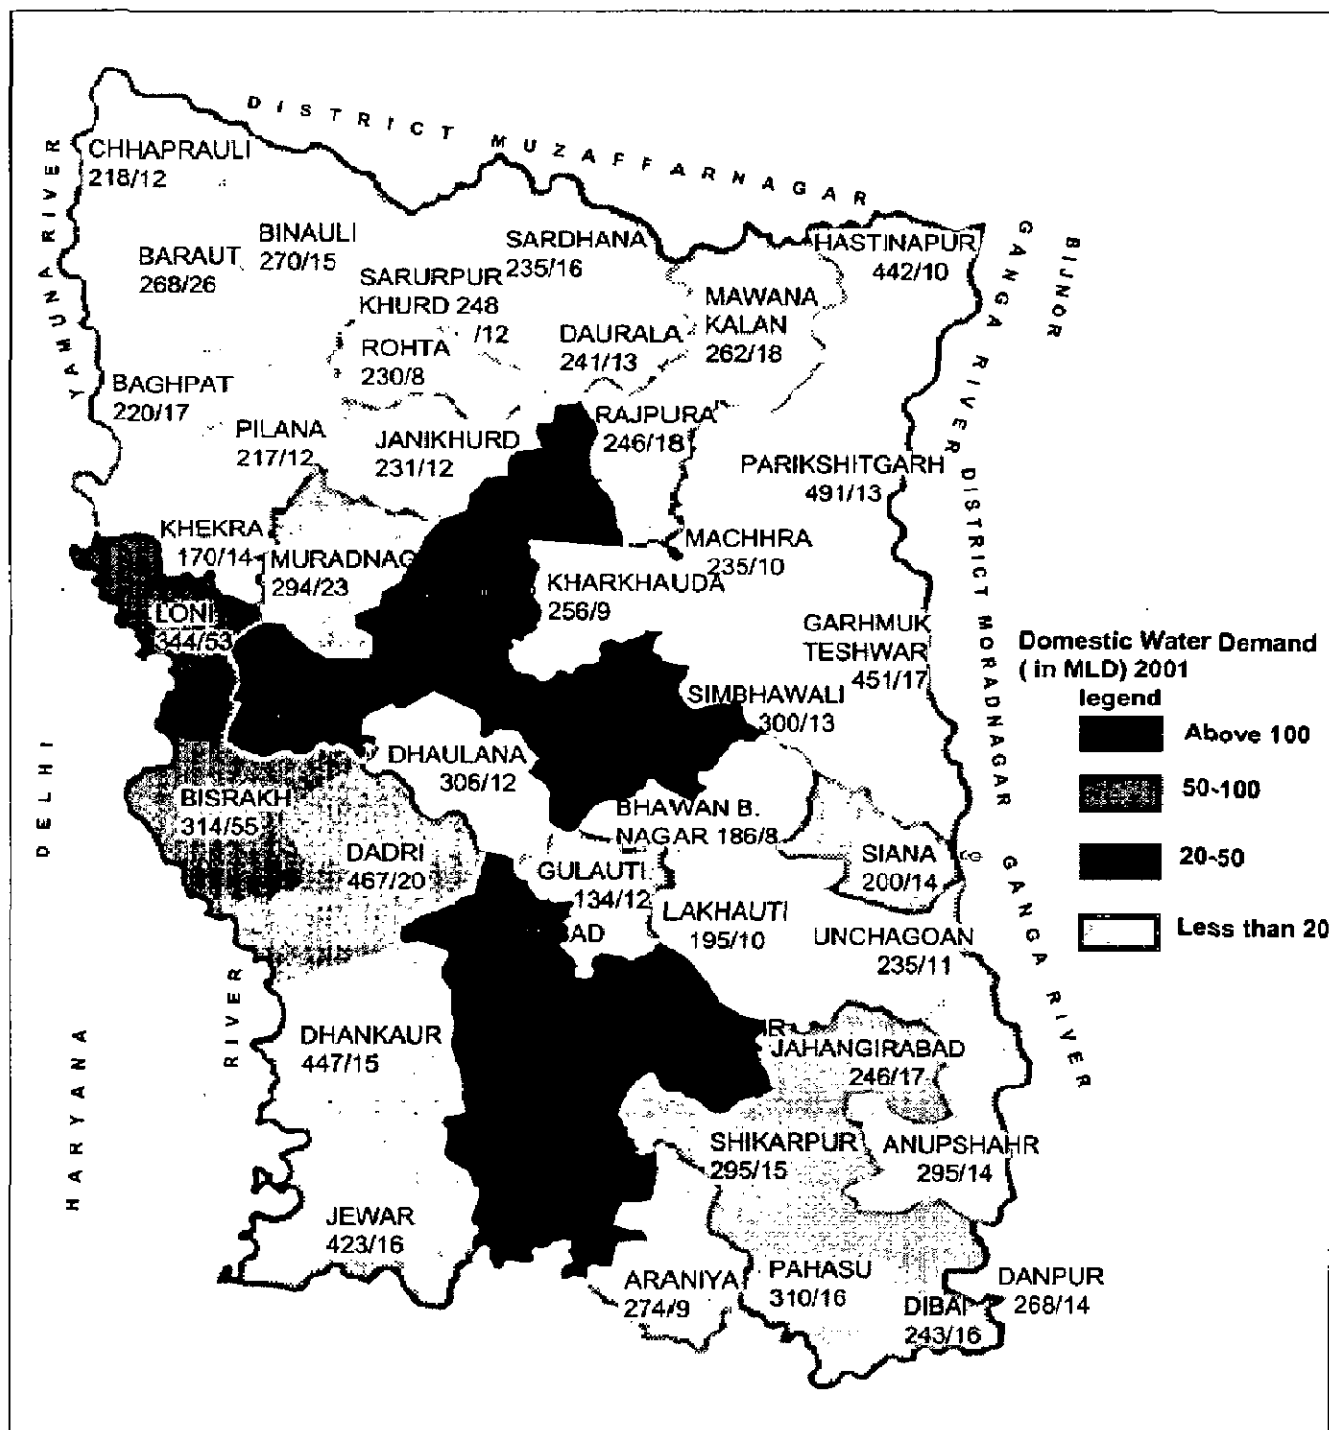 DISTRICT MUZAFFARNAGAR
YAMUNA RIVER
CHHAPRAULI
218/12
BINAULI
270/15
BARAUT
268/26
SARDHANA
235/16
HASTINAPUR
442/10
SARURPUR
KHURD 248
/12
MAWANA
KALAN
262/18
ROHTA
230/8
DAURALA
241/13
BAGHPAT
220/17
PILANA
217/12
JANIKHURD
231/12
RAJPURA
246/18
PARIKSHITGARH
491/13
GANGA RIVER
BIJNOR
DISTRICT MORADNAGAR
GANGA RIVER
KHEKRA
170/14
MURADNAG
294/23
MACHHRA
235/10
KHARKHAUDA
256/9
LONI
344/53
GARHMUK
TESHWAR
451/17
SIMBHAWALI
300/13
DHAULANA
306/12
BISRAKH
314/55
DADRI
467/20
BHAWAN B.
NAGAR 186/8
SIANA
200/14
GULAUTI
134/12
BAD
LAKHAUTI
195/10
UNCHAGOAN
235/11
DELHI
RIVER
HARYANA
DHANKAUR
447/15
IR
JAHANGIRABAD
246/17
SHIKARPUR
295/15
ANUPSHAHR
295/14
JEWAR
423/16
ARANIYA
274/9
PAHASU
310/16
DIBAI
243/16
DANPUR
268/14
Domestic Water Demand
( in MLD) 2001
legend
Above 100
50-100
20-50
Less than 20